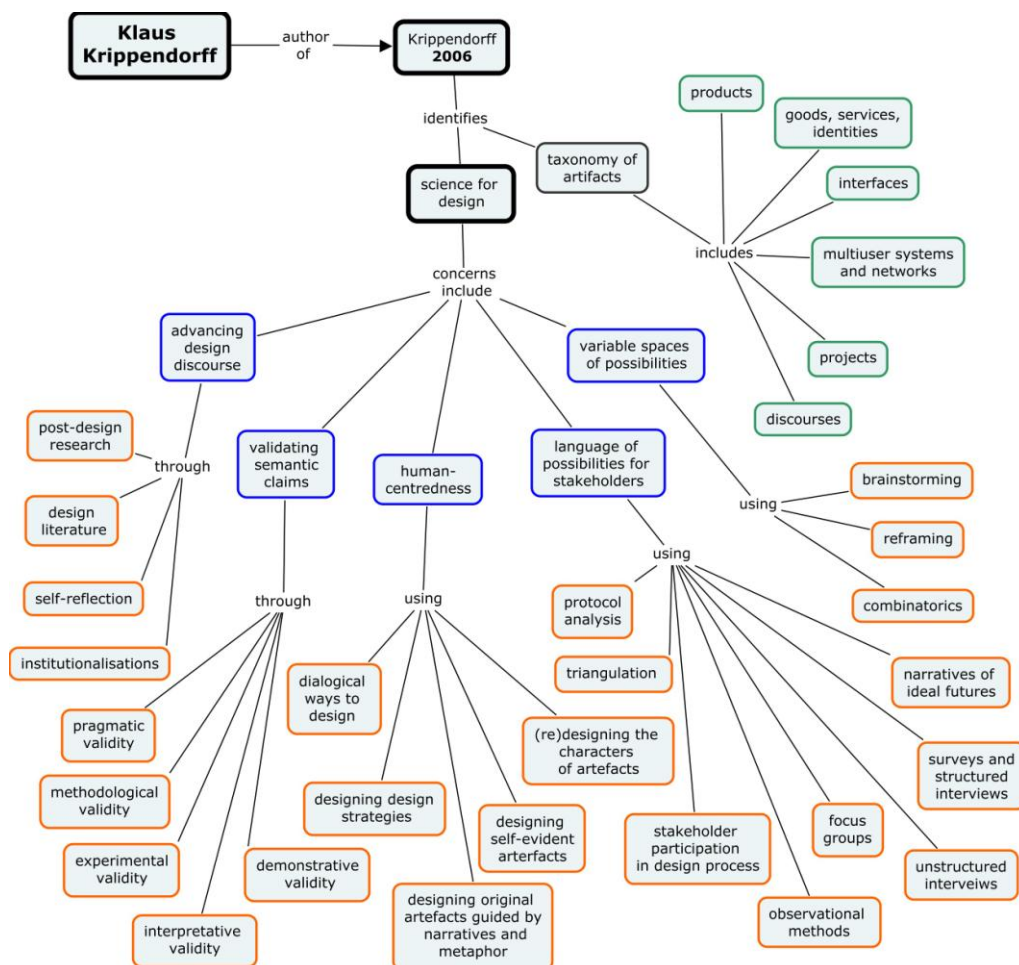 Klaus
Krippendorff
author
of
Krippendorff
2006
identifies
products
goods, services,
identities
taxonomy of
artifacts
interfaces
science for
design
includes
multiuser systems
and networks
concerns
include
projects
discourses
advancing
design
discourse
variable spaces
of possibilities
validating
semantic
claims
human-
centredness
language of
possibilities for
stakeholders
post-design
research
through
design
literature
self-reflection
institutionalisations
using
brainstorming
reframing
combinatorics
through
pragmatic
validity
methodological
validity
experimental
validity
interpretative
validity
demonstrative
validity
using
dialogical
ways to
design
designing design
strategies
designing original
artefacts guided by
narratives and
metaphor
designing
self-evident
arterfacts
(re)designing the
characters
of artefacts
using
protocol
analysis
triangulation
stakeholder
participation
in design process
observational
methods
focus
groups
unstructured
interveiws
surveys and
structured
interviews
narratives of
ideal futures